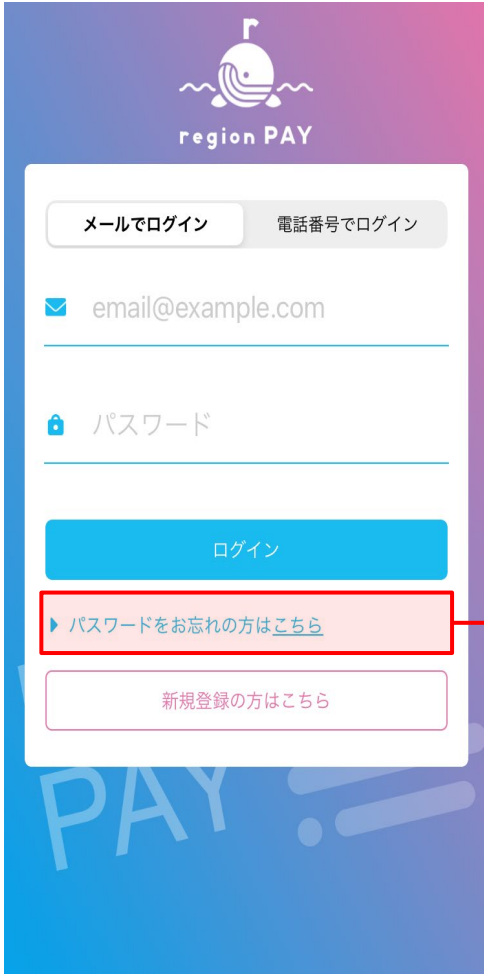 r
region PAY
メールでログイン 電話番号でログイン
email@example.com
パスワード
ログイン
パスワードをお忘れの方はこちら
新規登録の方はこちら
PAY